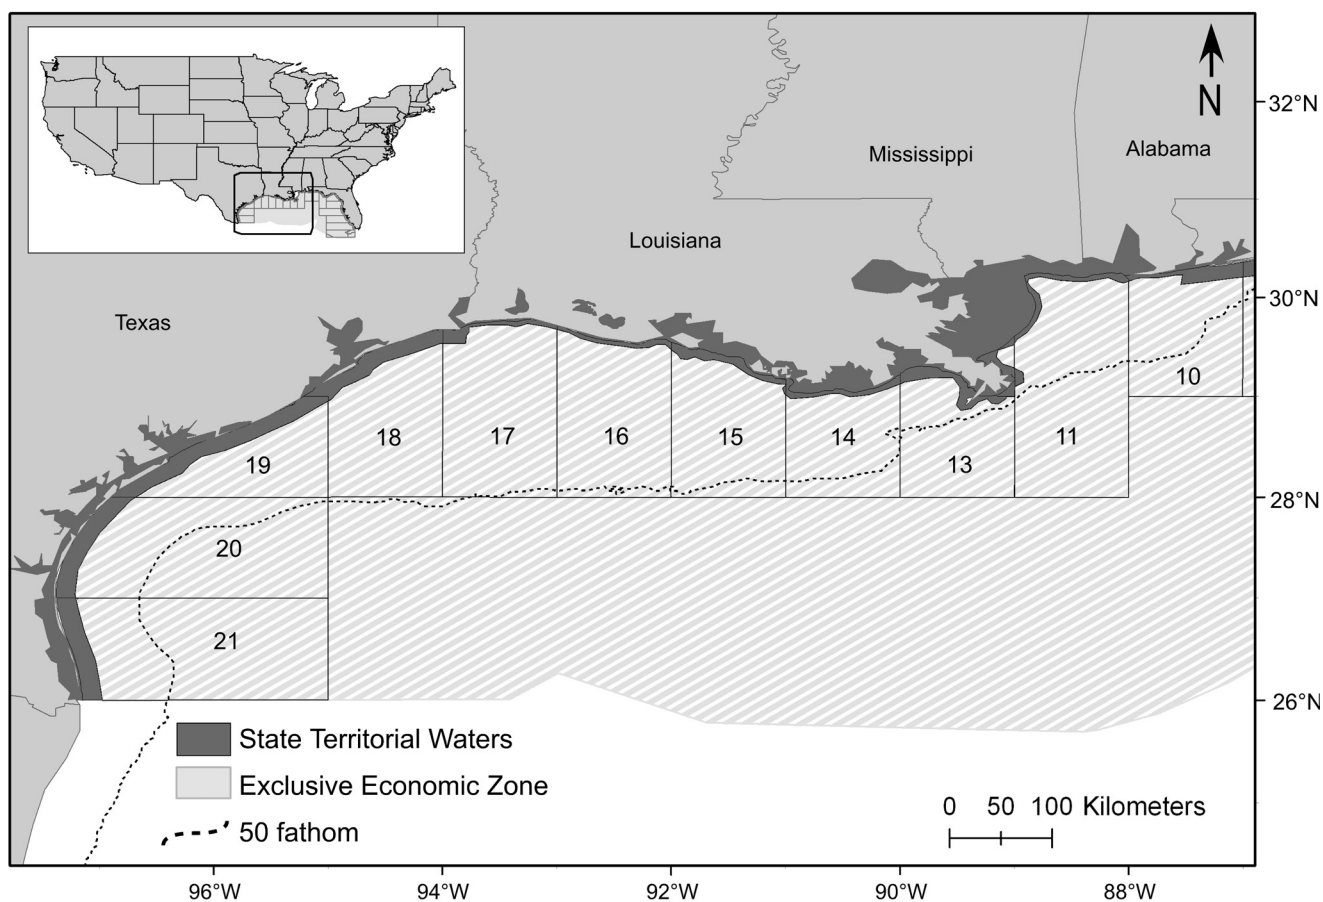 N
32°N
Mississippi
Alabama
Louisiana
30°N
Texas
10
18
17
16
15
14
11
19
13
28°N
20
21
26°N
State Territorial Waters
Exclusive Economic Zone
50 fathom
0 50 100 Kilometers
96°W 94°W 92°W 90°W 88°W